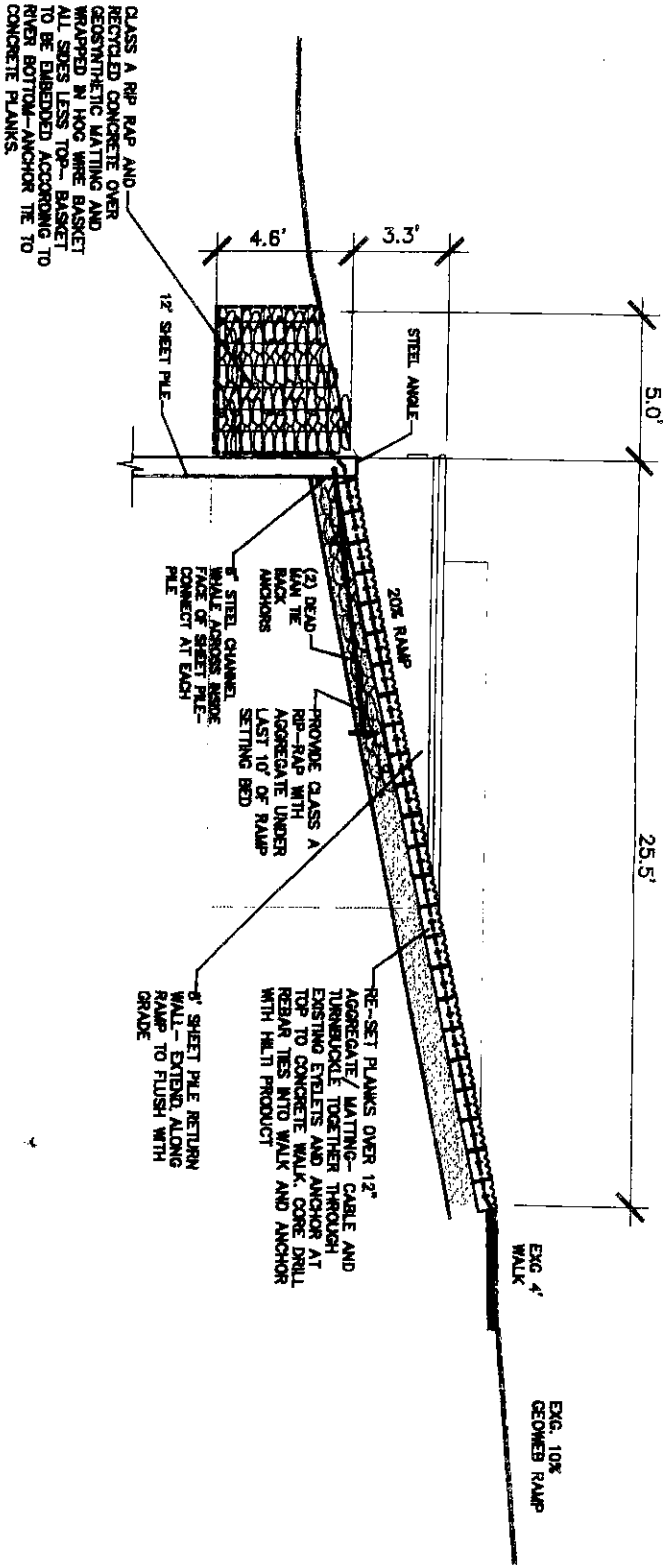 5.0'
25.5'
3.3'
4.6'
STEEL ANGLE
20% RAMP
EXG 4'
WALK
EXG. 10%
GEOWEB RAMP
12' SHEET PILE
CLASS A RIP RAP AND
RECYCLED CONCRETE OVER
GEOSYNTHETIC MATTING AND
WRAPPED IN HOG WIRE BASKET
ALL SIDES LESS TOP- BASKET
TO BE EMBEDDED ACCORDING TO
RIVER BOTTOM-ANCHOR TIE TO
CONCRETE PLANKS.
(2) DEAD
MAN TIE
BACK
ANCHORS
8" STEEL CHANNEL
WHALE ACROSS INSIDE
FACE OF SHEET PILE-
CONNECT AT EACH
PILE
PROVIDE CLASS A
RIP-RAP WITH
AGGREGATE UNDER
LAST 10' OF RAMP
SETTING BED
RE-SET PLANKS OVER 12"
AGGREGATE/ MATTING- CABLE AND
TURNBUCKLE TOGETHER THROUGH
EXISTING EYELETS AND ANCHOR AT
TOP TO CONCRETE WALK. CORE DRILL
REBAR TIES INTO WALK AND ANCHOR
WITH HILTI PRODUCT
8' SHEET PILE RETURN
WALL- EXTEND ALONG
RAMP TO FLUSH WITH
GRADE